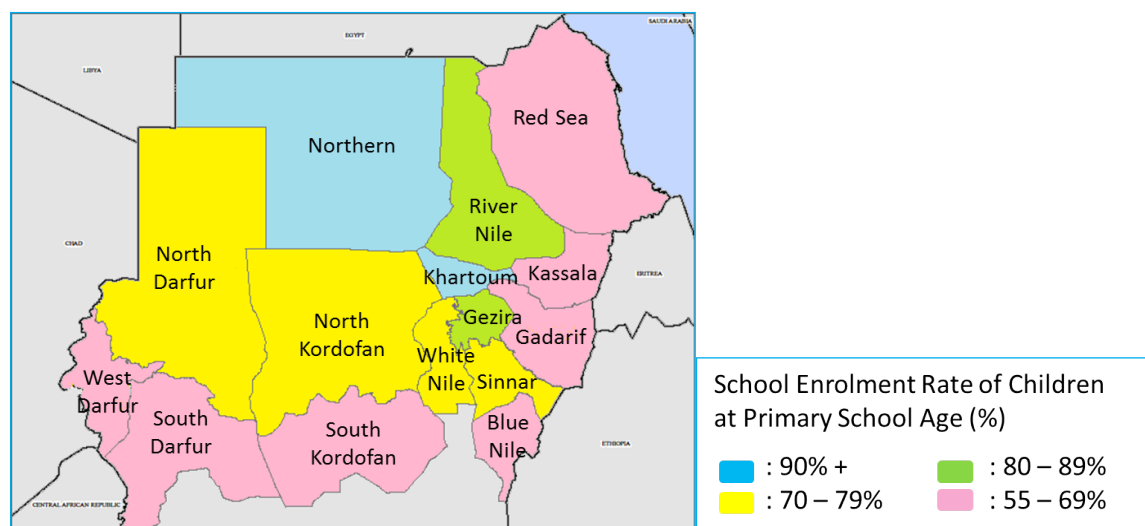 EGYPT
SAUDI ARABIA
LIBYA
Red Sea
Northern
River
Nile
CHAD
North
Darfur
Khartoum
Kassala
ERITREA
North
Kordofan
Gezira
Gadarif
White
Nile
Sinnar
West
Darfur
South
Darfur
South
Kordofan
Blue
Nile
ETHIOPIA
CENTRAL AFRICAN REPUBLIC
School Enrolment Rate of Children
at Primary School Age (%)
: 90% +
: 80 – 89%
: 70 – 79%
: 55 – 69%